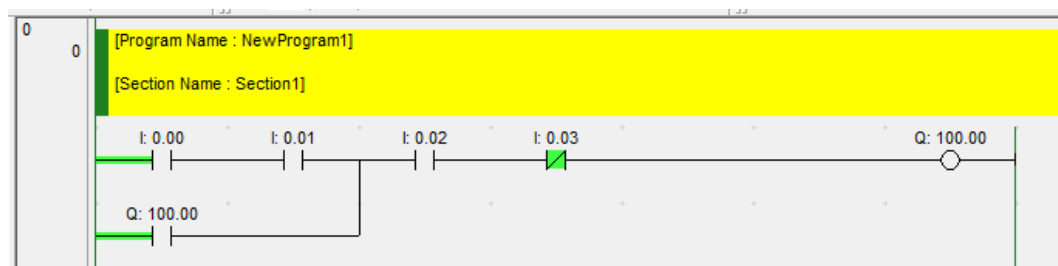 0
0
[Program Name : NewProgram1]
[Section Name : Section1]
I: 0.00 I: 0.01 I: 0.02 I: 0.03 Q: 100.00
Q: 100.00